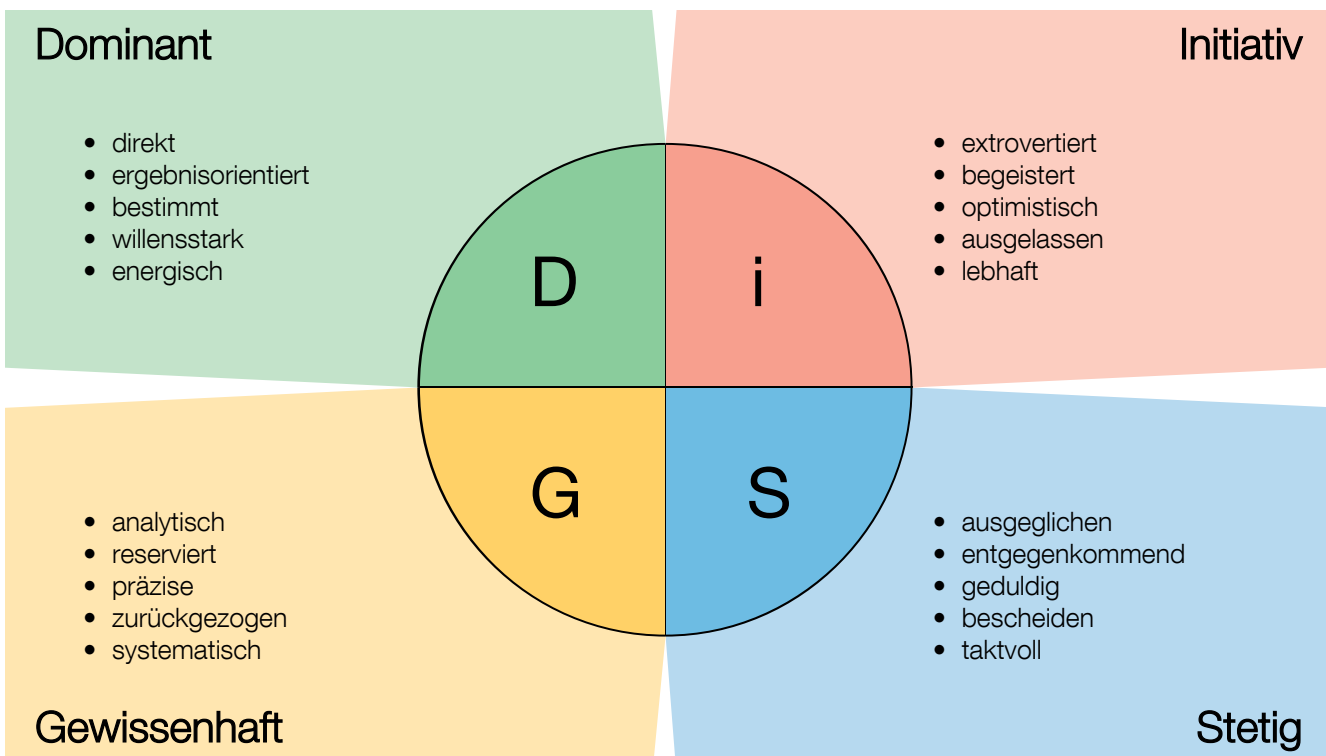 Dominant
• direkt
• ergebnisorientiert
• bestimmt
• willensstark
• energisch
Initiativ
• extrovertiert
• begeistert
• optimistisch
• ausgelassen
• lebhaft
D
i
G
S
• analytisch
• reserviert
• präzise
• zurückgezogen
• systematisch
Gewissenhaft
• ausgeglichen
• entgegenkommend
• geduldig
• bescheiden
• taktvoll
Stetig